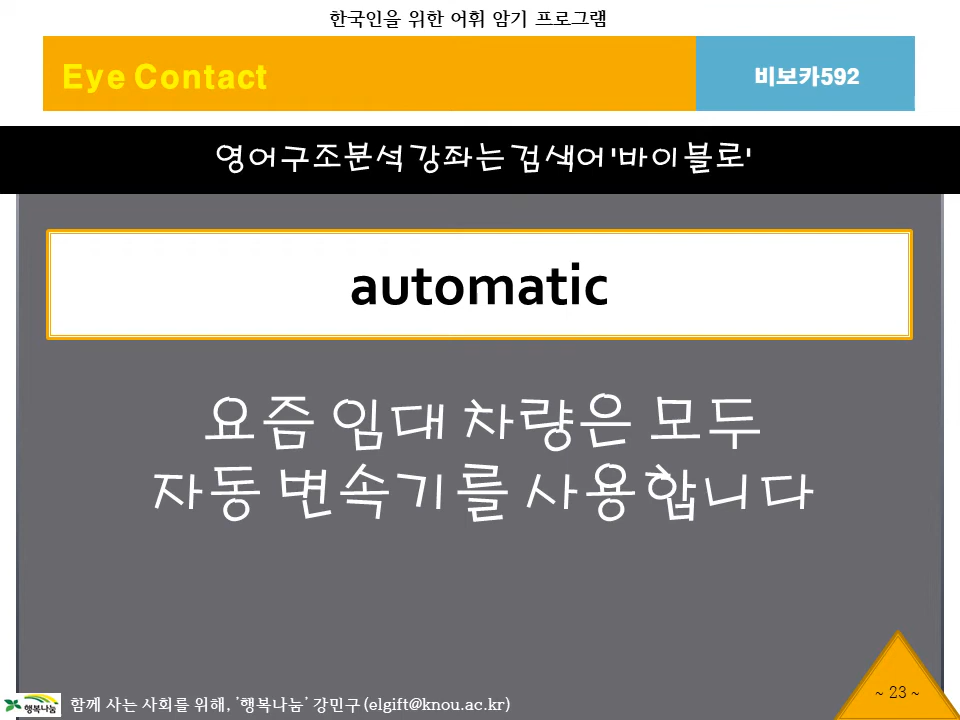 한국인을 위한 어휘 암기 프로그램
Eye Contact
비보카592
영어구조분석 강좌는 검색어 '바이블로'
automatic
요즘 임대 차량은 모두
자동 변속기를 사용합니다
~ 23 ~
행복나눔
함께 사는 사회를 위해, '행복나눔' 강민구 (elgift@knou.ac.kr)